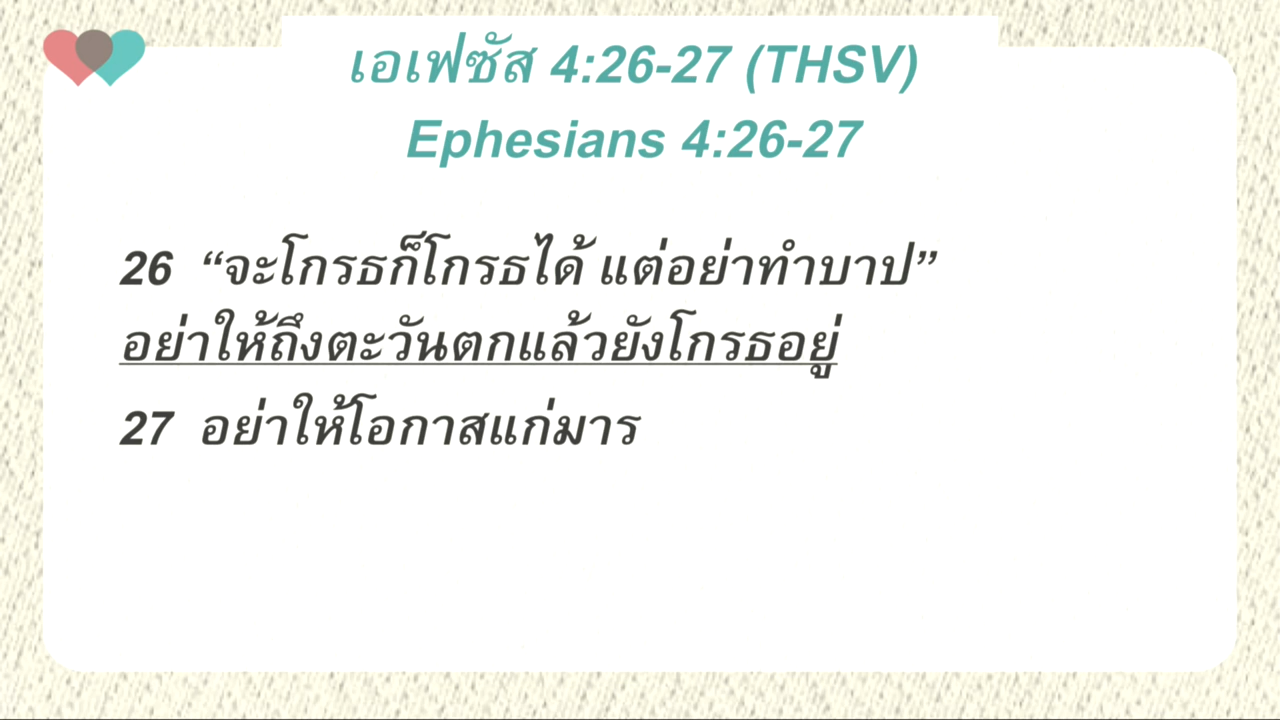 เอเฟซัส 4:26-27 (THSV)
Ephesians 4:26-27
26 “จะโกรธก็โกรธได้ แต่อย่าทำบาป”
อย่าให้ถึงตะวันตกแล้วยังโกรธอยู่
27 อย่าให้โอกาสแก่มาร